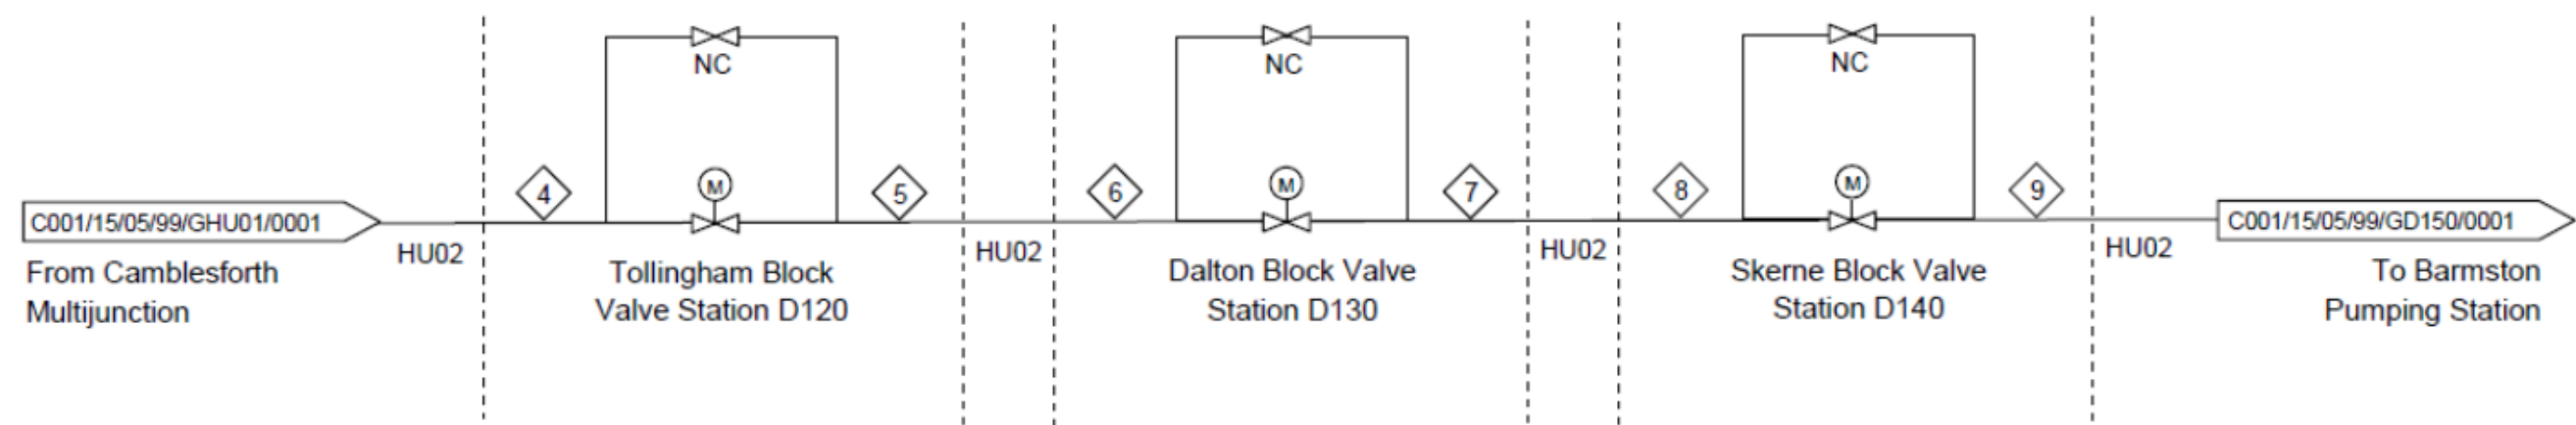 NC
NC
NC
4
M
5
6
M
7
8
M
9
C001/15/05/99/GHU01/0001
C001/15/05/99/GD150/0001
HU02
HU02
HU02
HU02
From Camblesforth
Multijunction
Tollingham Block
Valve Station D120
Dalton Block Valve
Station D130
Skerne Block Valve
Station D140
To Barmston
Pumping Station